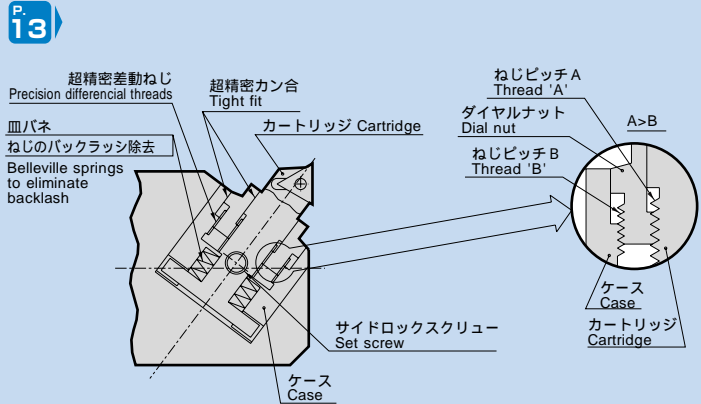 P.
13
超精密差動ねじ
Precision differencial threads
皿バネ
ねじのバックラッシ除去
Belleville springs
to eliminate
backlash
超精密カン合
Tight fit
カートリッジ Cartridge
サイドロックスクリュー
Set screw
ケース
Case
ねじピッチA
Thread 'A'
ダイヤルナット
Dial nut
ねじピッチB
Thread 'B'
A>B
ケース
Case
カートリッジ
Cartridge